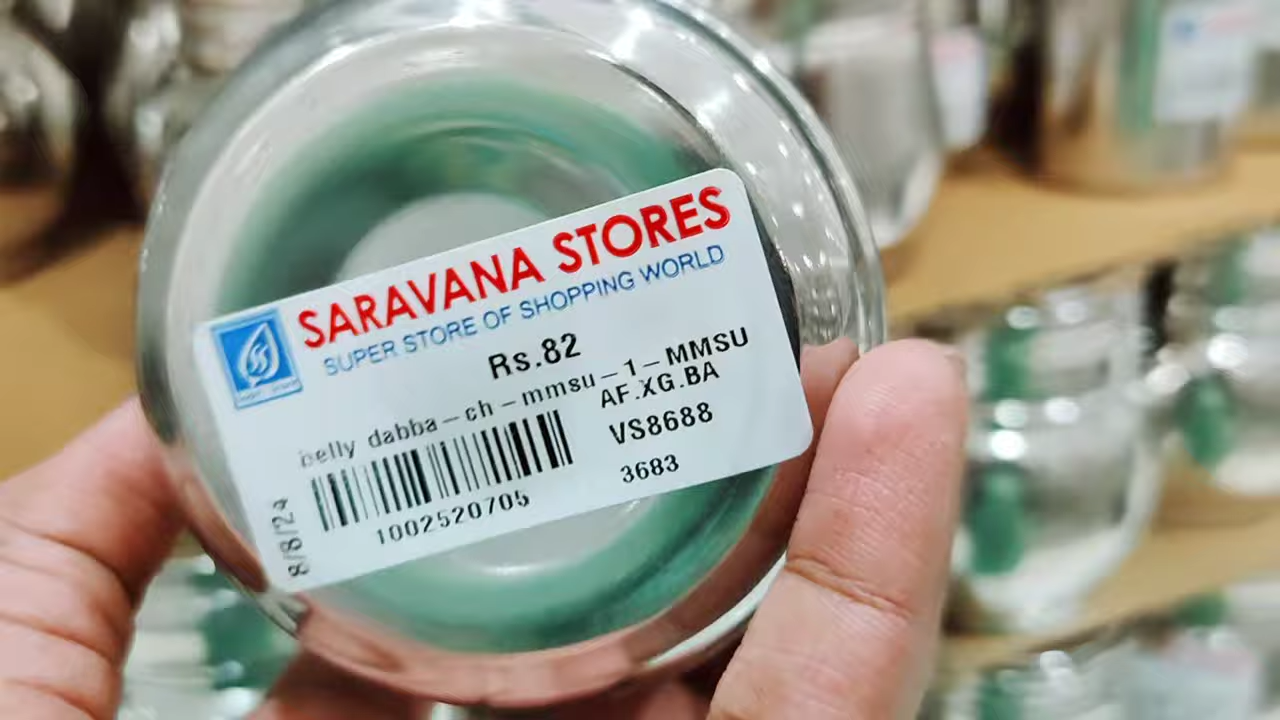 SARAVANA STORES
SUPER STORE OF SHOPPING WORLD
Rs.82
belly dabba-ch-mmsu-1-MMSU
AF.XG.BA
VS8688
3683
1002520705
8/8/24